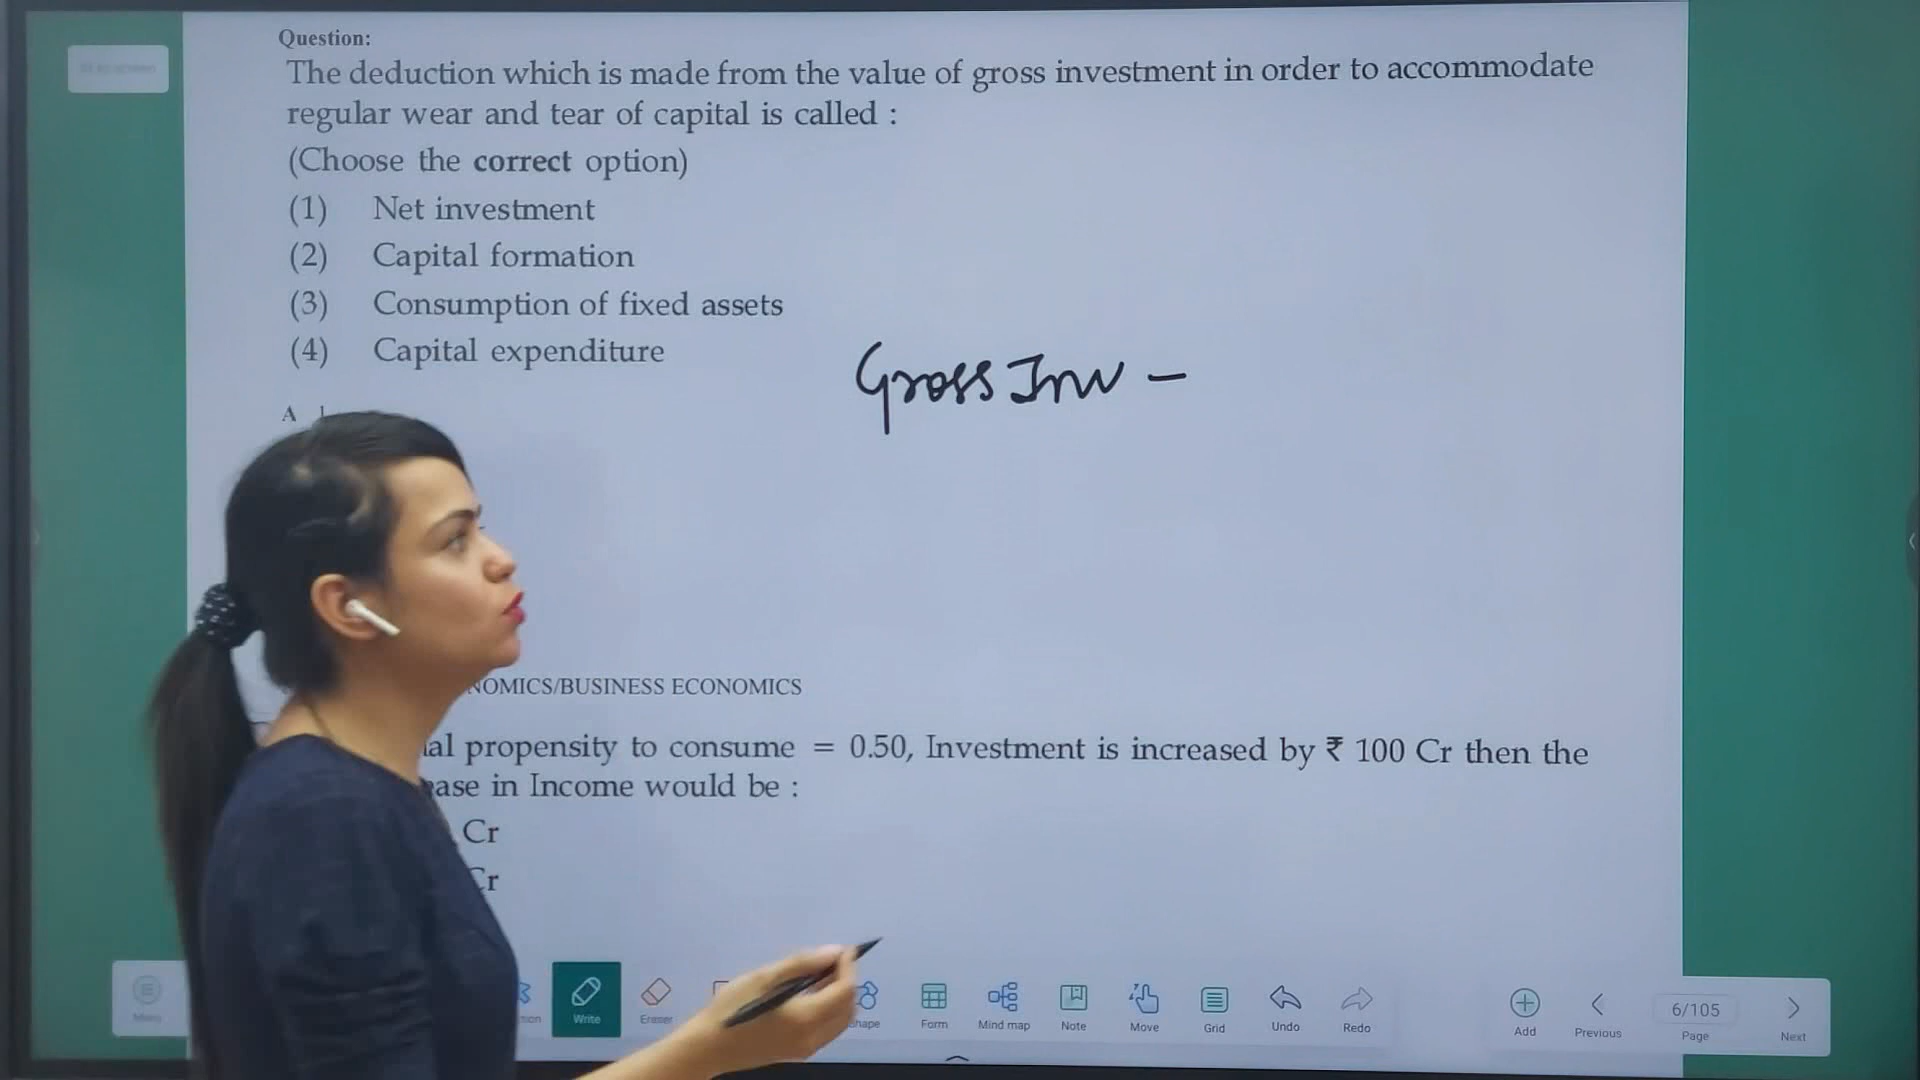 Question:
The deduction which is made from the value of gross investment in order to accommodate
regular wear and tear of capital is called :
(Choose the correct option)
(1) Net investment
(2) Capital formation
(3) Consumption of fixed assets
(4) Capital expenditure
Gross Inv –
A
NOMICS/BUSINESS ECONOMICS
al propensity to consume = 0.50, Investment is increased by ₹ 100 Cr then the
ase in Income would be :
Cr
Cr
Menu
Write
Eraser
Shape
Form
Mind map
Note
Move
Grid
Undo
Redo
Add
Previous
6/105
Page
Next